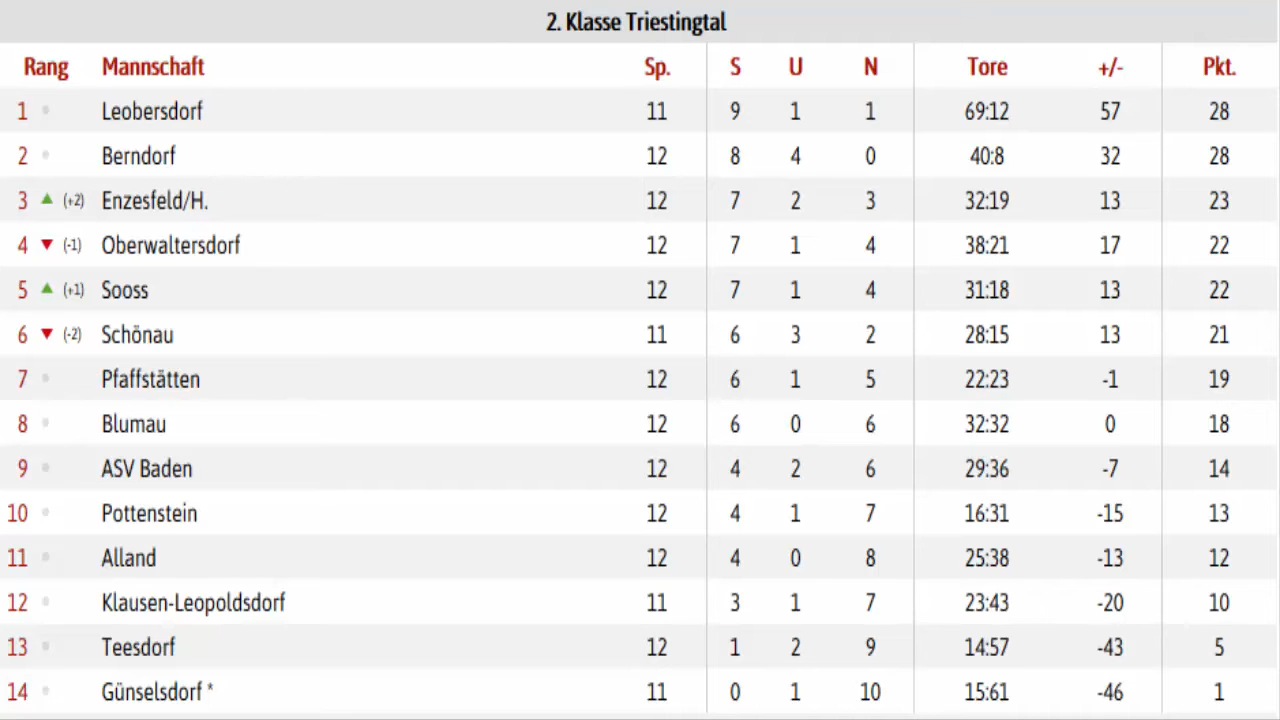 2. Klasse Triestingtal
Rang Mannschaft Sp. S U N Tore +/- Pkt.
1 Leobersdorf 11 9 1 1 69:12 57 28
2 Berndorf 12 8 4 0 40:8 32 28
3 (+2) Enzesfeld/H. 12 7 2 3 32:19 13 23
4 (-1) Oberwaltersdorf 12 7 1 4 38:21 17 22
5 (+1) Sooss 12 7 1 4 31:18 13 22
6 (-2) Schönau 11 6 3 2 28:15 13 21
7 Pfaffstätten 12 6 1 5 22:23 -1 19
8 Blumau 12 6 0 6 32:32 0 18
9 ASV Baden 12 4 2 6 29:36 -7 14
10 Pottenstein 12 4 1 7 16:31 -15 13
11 Alland 12 4 0 8 25:38 -13 12
12 Klausen-Leopoldsdorf 11 3 1 7 23:43 -20 10
13 Teesdorf 12 1 2 9 14:57 -43 5
14 Günselsdorf * 11 0 1 10 15:61 -46 1